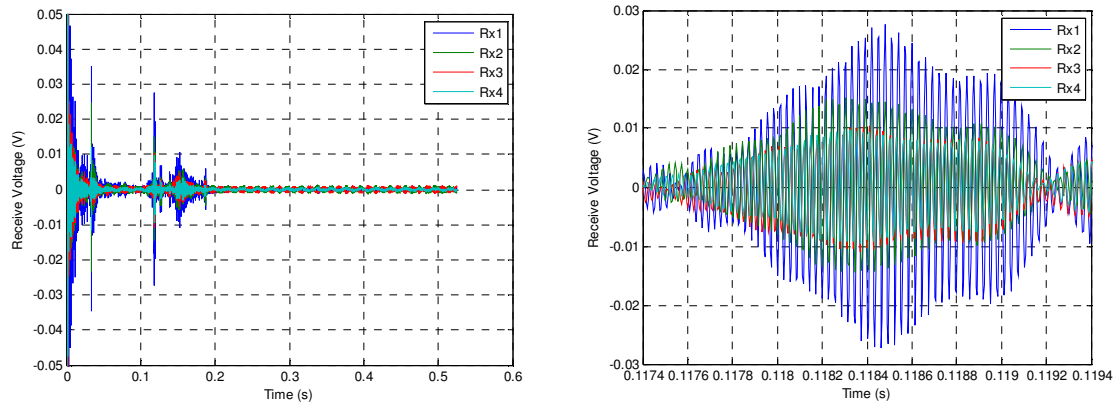 0.05
0.04
0.03
0.02
0.01
0
-0.01
-0.02
-0.03
-0.04
0.05
Receive Voltage (V)
0 0.1 0.2 0.3 0.4 0.5 0.6
Time (s)
Rx1
Rx2
Rx3
Rx4
0.03
0.02
0.01
0
-0.01
-0.02
-0.03
Receive Voltage (V)
0.1174 0.1176 0.1178 0.118 0.1182 0.1184 0.1186 0.1188 0.119 0.1192 0.1194
Time (s)
Rx1
Rx2
Rx3
Rx4